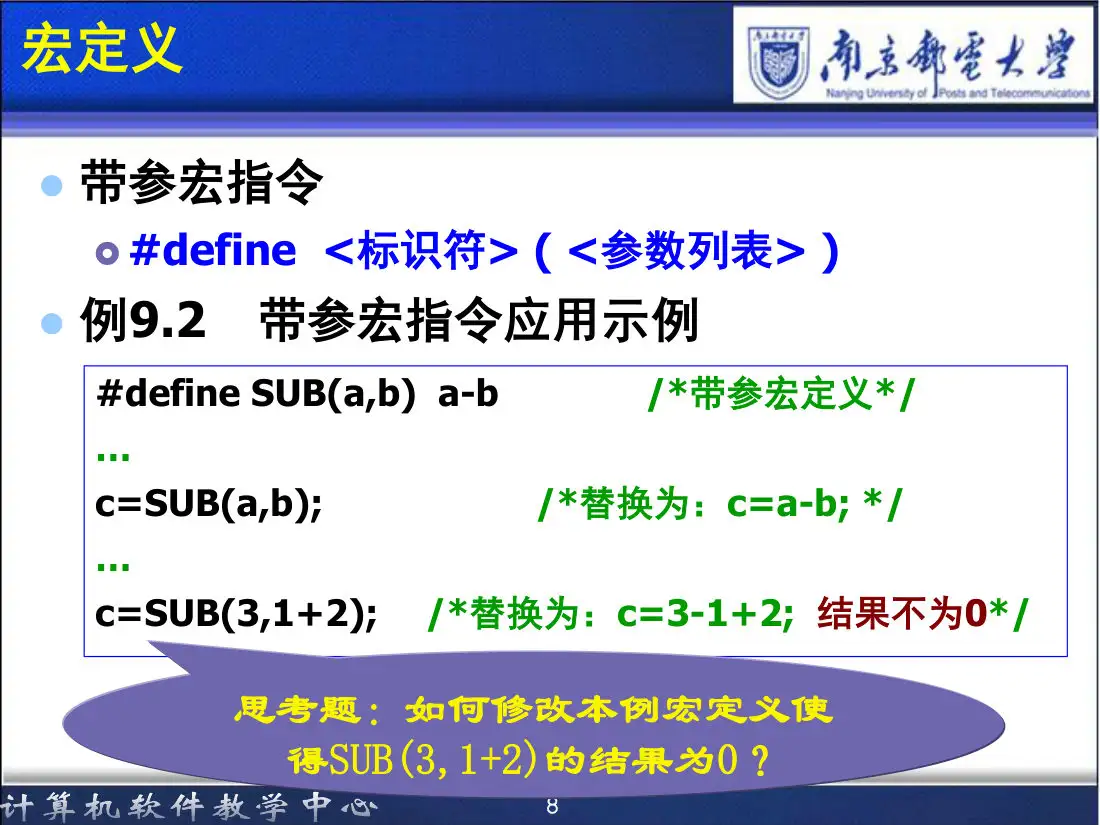 宏定义
南京邮电大学
Nanjing University of Posts and Telecommunications
带参宏指令
#define <标识符> ( <参数列表> )
例9.2 带参宏指令应用示例
#define SUB(a,b) a-b /*带参宏定义*/
…
c=SUB(a,b); /*替换为：c=a-b; */
…
c=SUB(3,1+2); /*替换为：c=3-1+2; 结果不为0*/
思考题：如何修改本例宏定义使
得SUB(3,1+2)的结果为0？
计算机软件教学中心
8